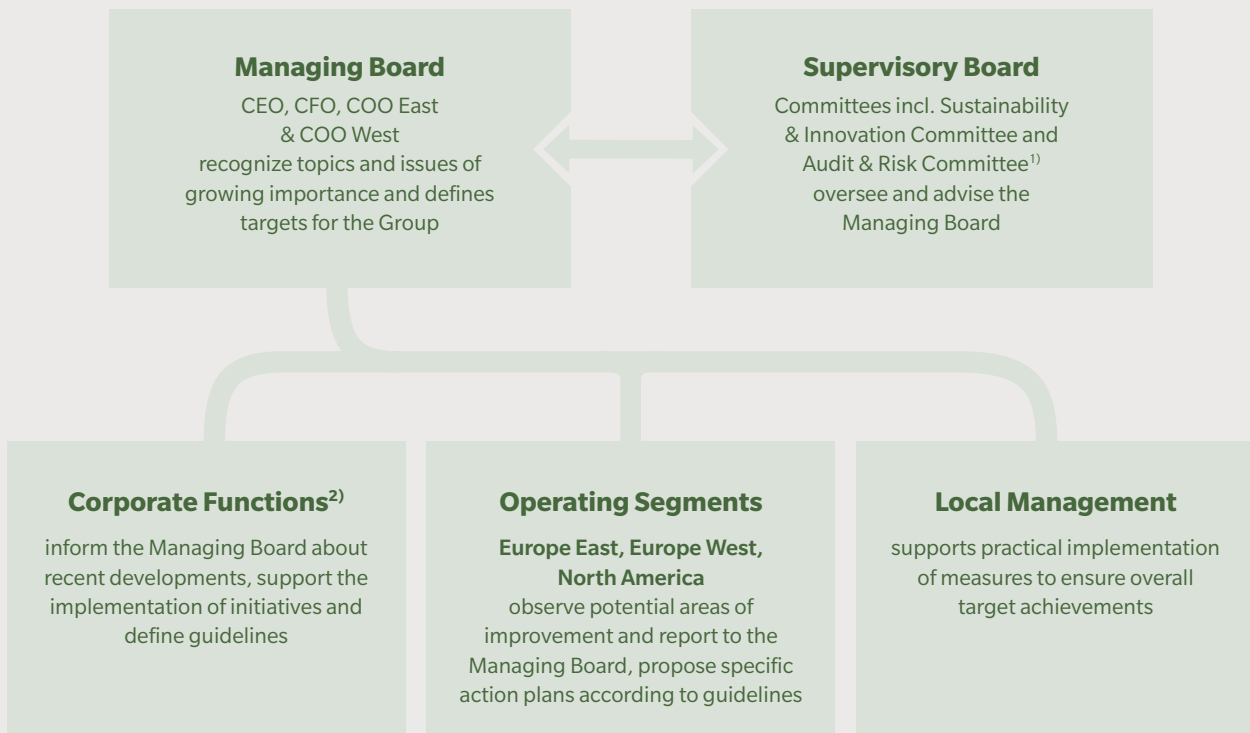 Managing Board
CEO, CFO, COO East
& COO West
recognize topics and issues of
growing importance and defines
targets for the Group
Supervisory Board
Committees incl. Sustainability
& Innovation Committee and
Audit & Risk Committee1)
oversee and advise the
Managing Board
Corporate Functions2)
inform the Managing Board about
recent developments, support the
implementation of initiatives and
define guidelines
Operating Segments
Europe East, Europe West,
North America
observe potential areas of
improvement and report to the
Managing Board, propose specific
action plans according to guidelines
Local Management
supports practical implementation
of measures to ensure overall
target achievements